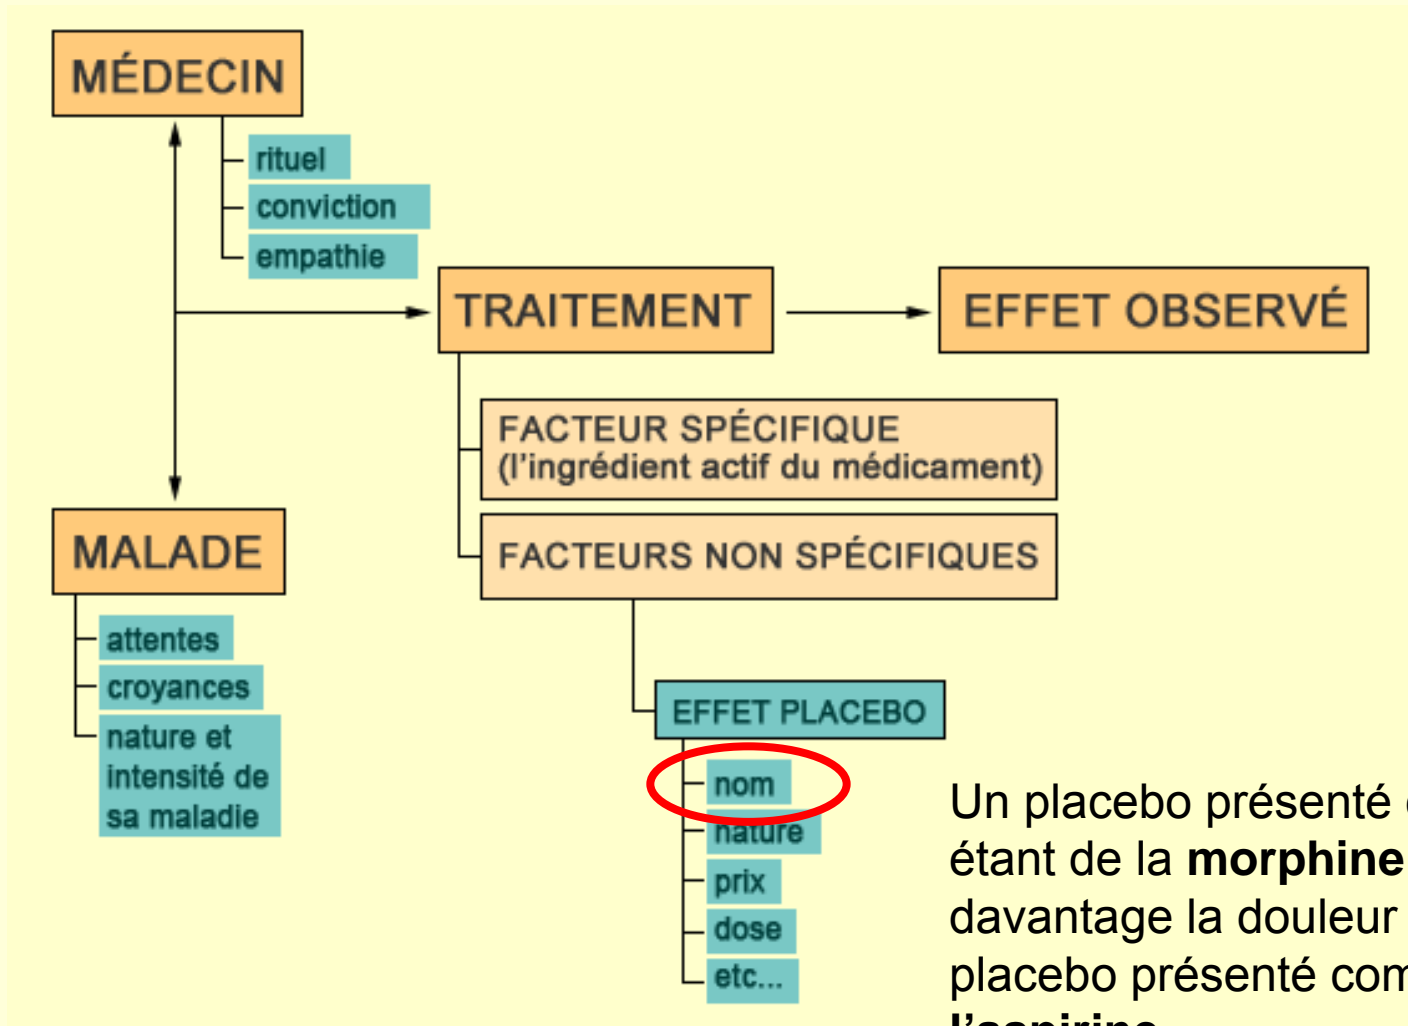 MÉDECIN
rituel
conviction
empathie
TRAITEMENT
EFFET OBSERVÉ
FACTEUR SPÉCIFIQUE
(l'ingrédient actif du médicament)
FACTEURS NON SPÉCIFIQUES
MALADE
attentes
croyances
nature et
intensité de
sa maladie
EFFET PLACEBO
nom
nature
prix
dose
etc...
Un placebo présenté
étant de la morphine
davantage la douleur
placebo présenté
l'aspirine